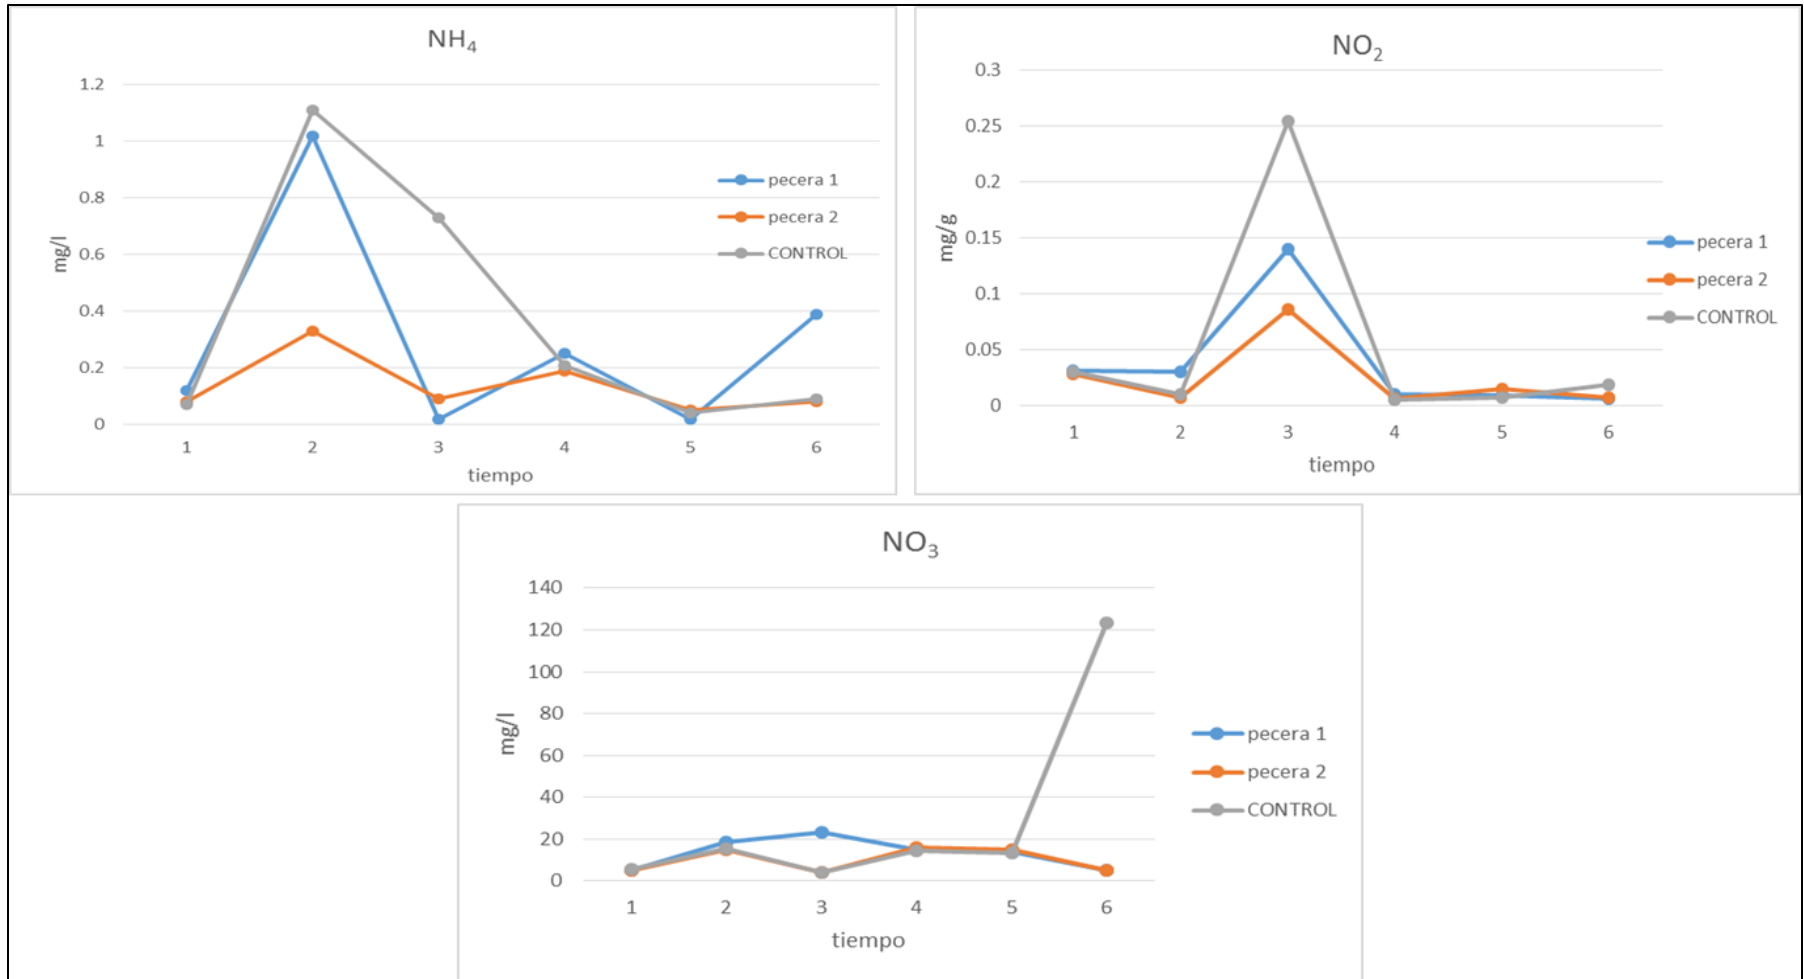 NH₄
1.2
1
0.8
0.6
0.4
0.2
0
mg/l
1 2 3 4 5 6
tiempo
pecera 1
pecera 2
CONTROL
NO₂
0.3
0.25
0.2
0.15
0.1
0.05
0
mg/g
1 2 3 4 5 6
tiempo
pecera 1
pecera 2
CONTROL
NO₃
140
120
100
80
60
40
20
0
mg/l
1 2 3 4 5 6
tiempo
pecera 1
pecera 2
CONTROL